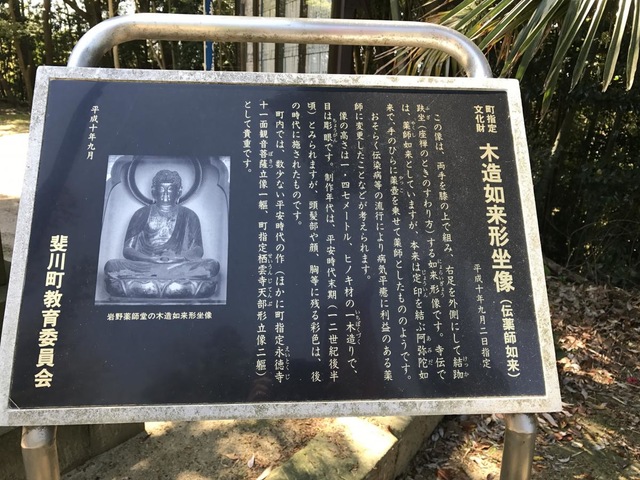 町指定
文化財
木造如来形坐像(伝薬師如来)
平成十年九月二日指定
この像は、両手を膝の上で組み、右足を外側にして結跏
趺坐(座禅のときのすわり方)する如来形像です。寺伝で
は、薬師如来としていますが、本来は定印を結ぶ阿弥陀如
来で、手のひらに薬壺を乗せて薬師としたもののようです。
おそらく伝染病等の流行により病気平癒に利益のある薬
師に変更したことなどが考えられます。
像の高さは一・四七メートル、ヒノキ材の一木造りで、
目は彫眼です。制作年代は、平安時代末期(一二世紀後半
頃)とみられますが、頭髪部や顔、胸等に残る彩色は、後
の時代に施されたものです。
町内では、数少ない平安時代の作(ほかに町指定永徳寺
十一面観音菩薩立像一軀、町指定栖雲寺天部形立像二軀)
として貴重です。
岩野薬師堂の木造如来形坐像
平成十年九月
斐川町教育委員会